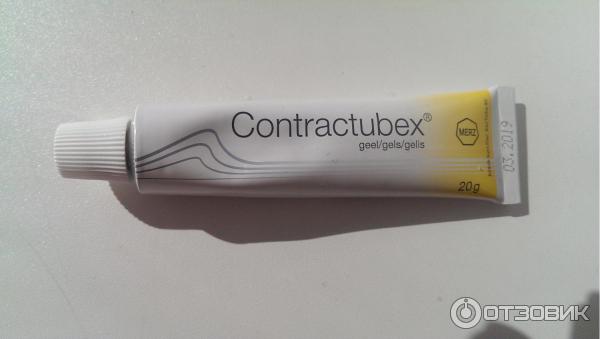 Contractubex®
geel/gels/gelis
MERZ
20g
03.2019
ОТЗОВИК